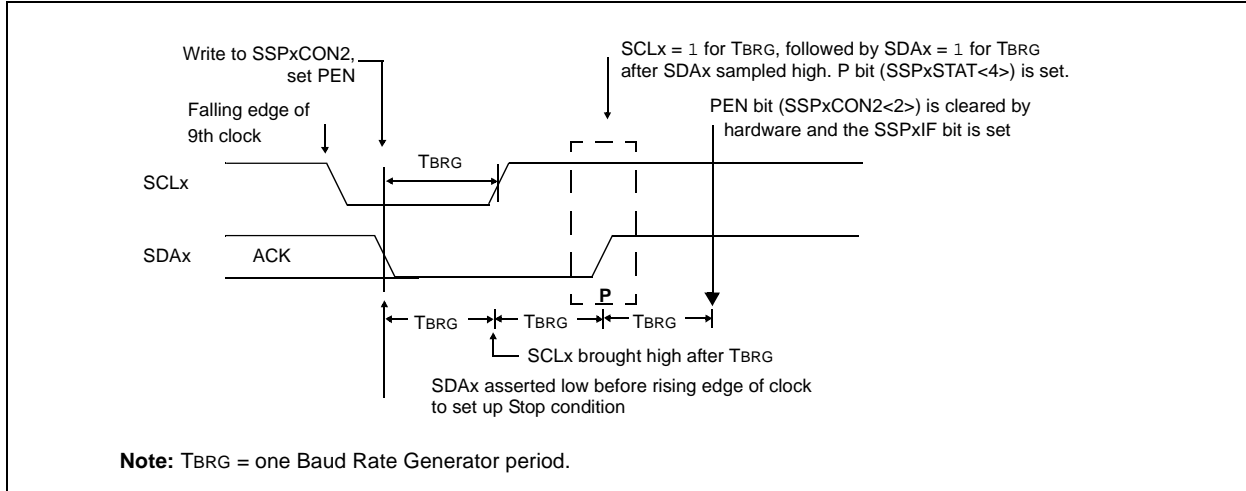 Write to SSPxCON2,
set PEN
SCLx = 1 for TBRG, followed by SDAx = 1 for TBRG
after SDAx sampled high. P bit (SSPxSTAT<4>) is set.
Falling edge of
9th clock
PEN bit (SSPxCON2<2>) is cleared by
hardware and the SSPxIF bit is set
TBRG
SCLx
SDAx
ACK
P
TBRG
TBRG
TBRG
SCLx brought high after TBRG
SDAx asserted low before rising edge of clock
to set up Stop condition
Note: TBRG = one Baud Rate Generator period.